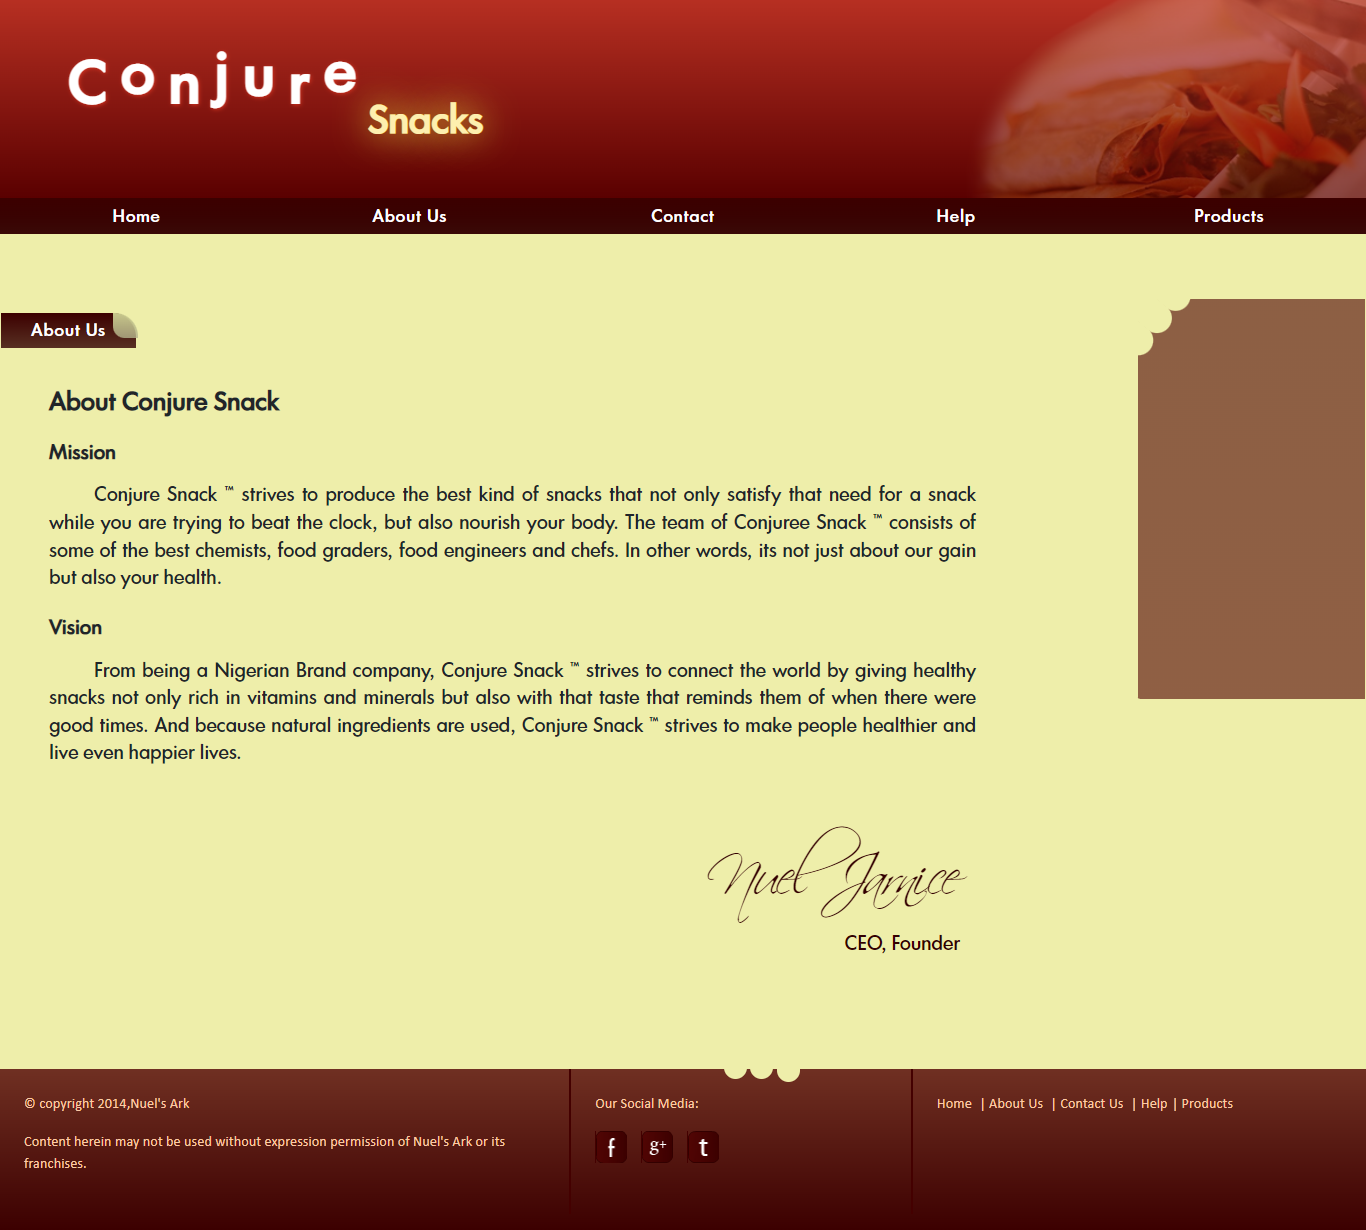 Conjure
Snacks
Home About Us Contact Help Products
About Us
About Conjure Snack
Mission
Conjure Snack ™ strives to produce the best kind of snacks that not only satisfy that need for a snack
while you are trying to beat the clock, but also nourish your body. The team of Conjuree Snack ™ consists of
some of the best chemists, food graders, food engineers and chefs. In other words, its not just about our gain
but also your health.
Vision
From being a Nigerian Brand company, Conjure Snack ™ strives to connect the world by giving healthy
snacks not only rich in vitamins and minerals but also with that taste that reminds them of when there were
good times. And because natural ingredients are used, Conjure Snack ™ strives to make people healthier and
live even happier lives.
Nuel Jarnice
CEO, Founder
© copyright 2014,Nuel's Ark
Content herein may not be used without expression permission of Nuel's Ark or its
franchises.
Our Social Media:
f g+ t
Home | About Us | Contact Us | Help | Products